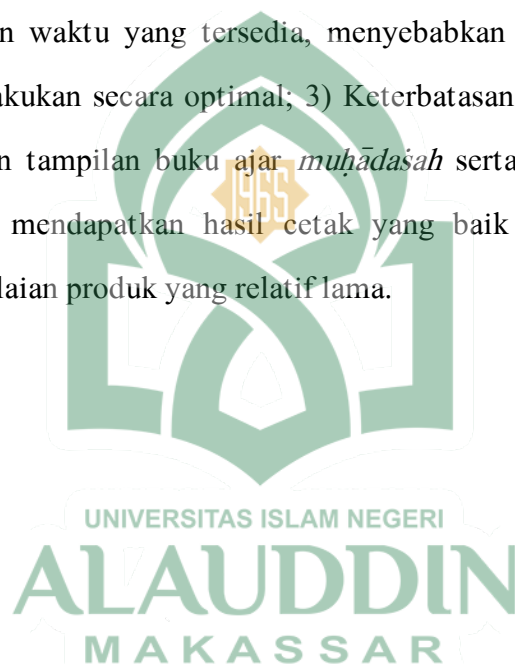 n waktu yang tersedia, menyebabkan
akukan secara optimal; 3) Keterbatasan
n tampilan buku ajar muḥādaṡah serta
mendapatkan hasil cetak yang baik
laian produk yang relatif lama.
1965
UNIVERSITAS ISLAM NEGERI
ALAUDDIN
MAKASSAR